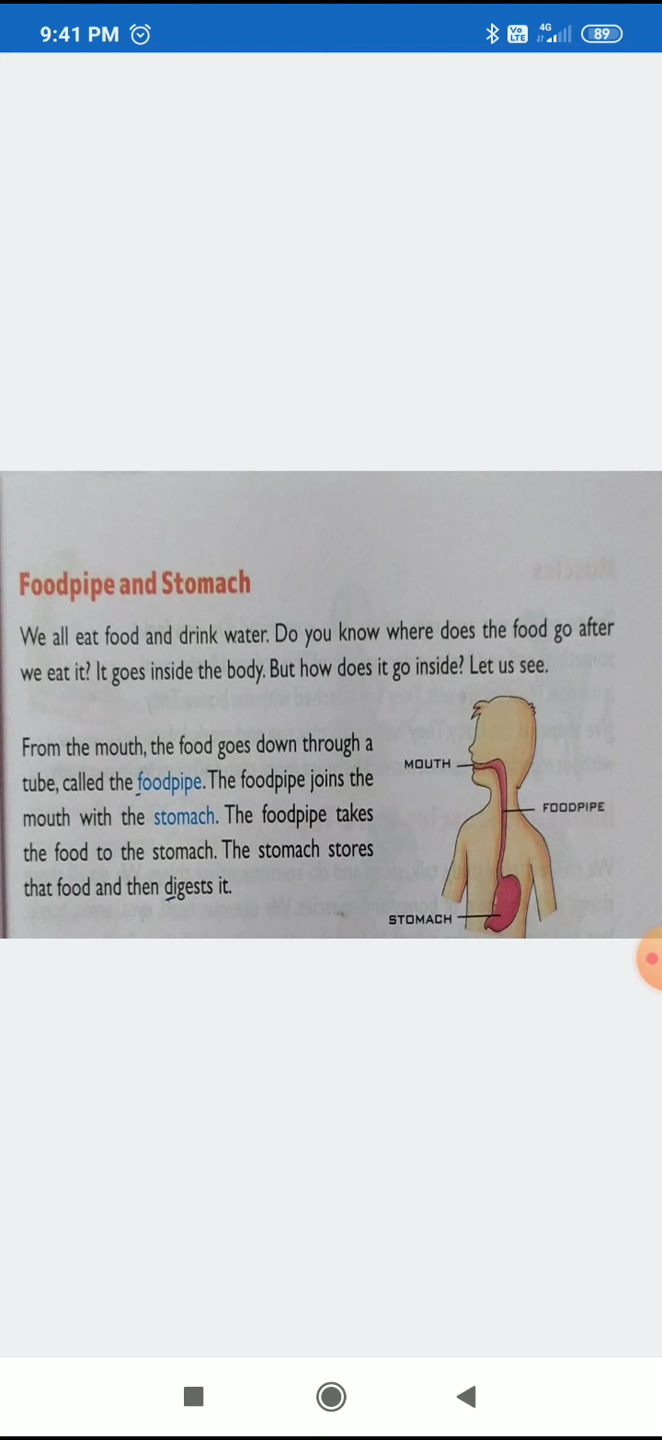 9:41 PM
Vo LTE 4G 89
Muscles
Foodpipe and Stomach
We all eat food and drink water. Do you know where does the food go after
we eat it? It goes inside the body. But how does it go inside? Let us see.
From the mouth, the food goes down through a
tube, called the foodpipe. The foodpipe joins the
mouth with the stomach. The foodpipe takes
the food to the stomach. The stomach stores
that food and then digests it.
MOUTH
FOODPIPE
STOMACH